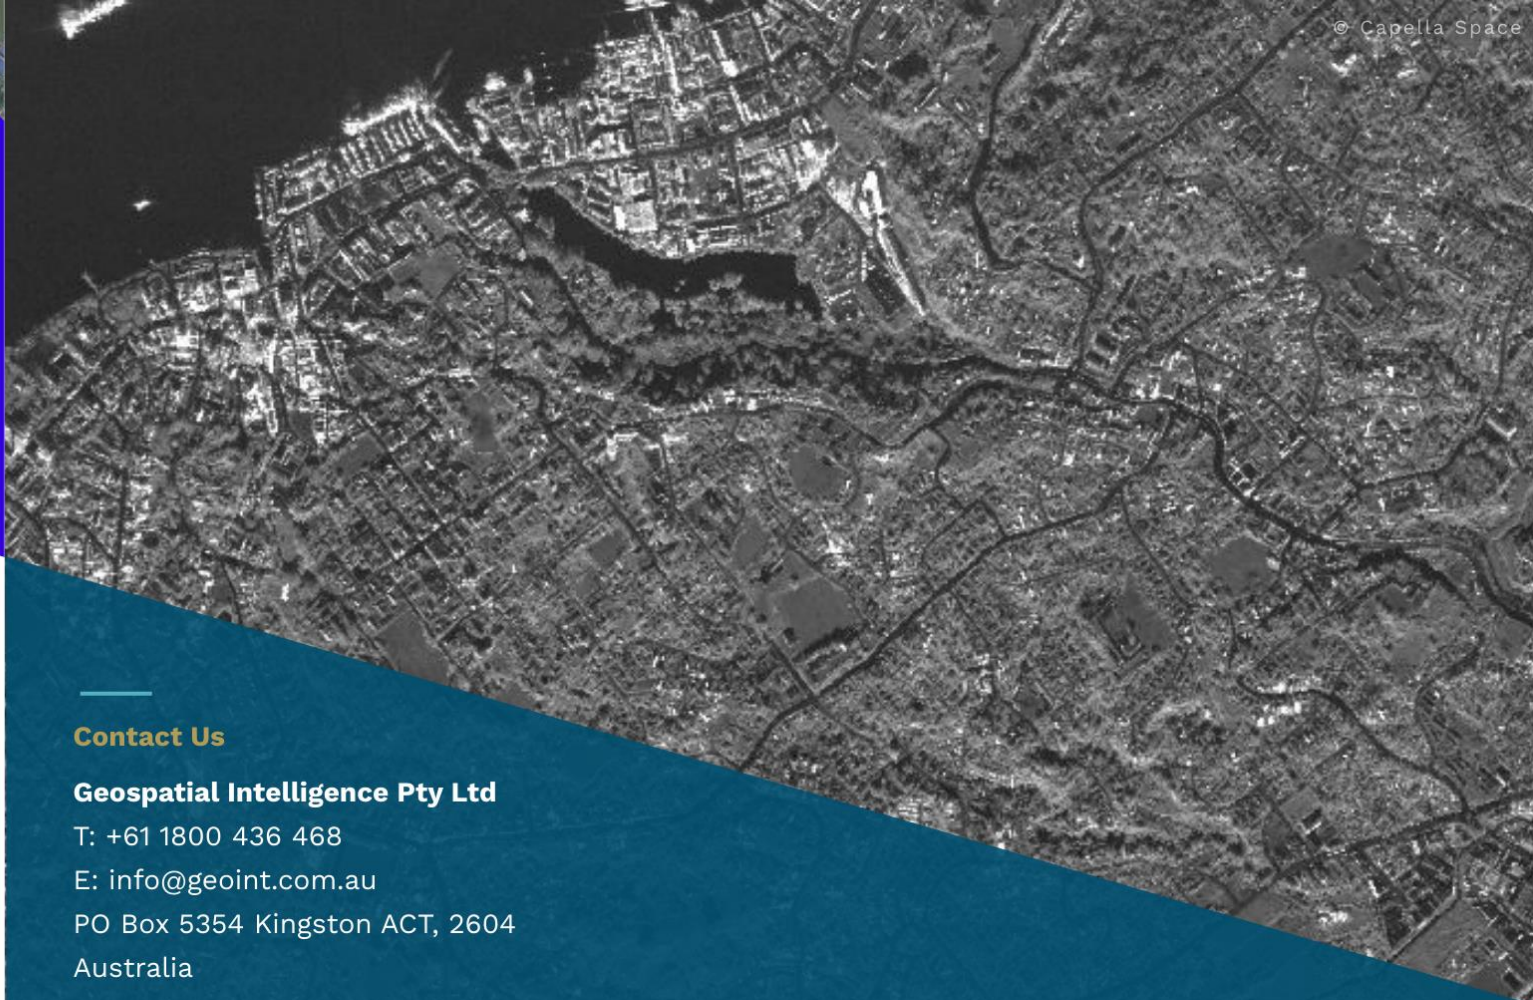 © Capella Space
Contact Us
Geospatial Intelligence Pty Ltd
T: +61 1800 436 468
E: info@geoint.com.au
PO Box 5354 Kingston ACT, 2604
Australia